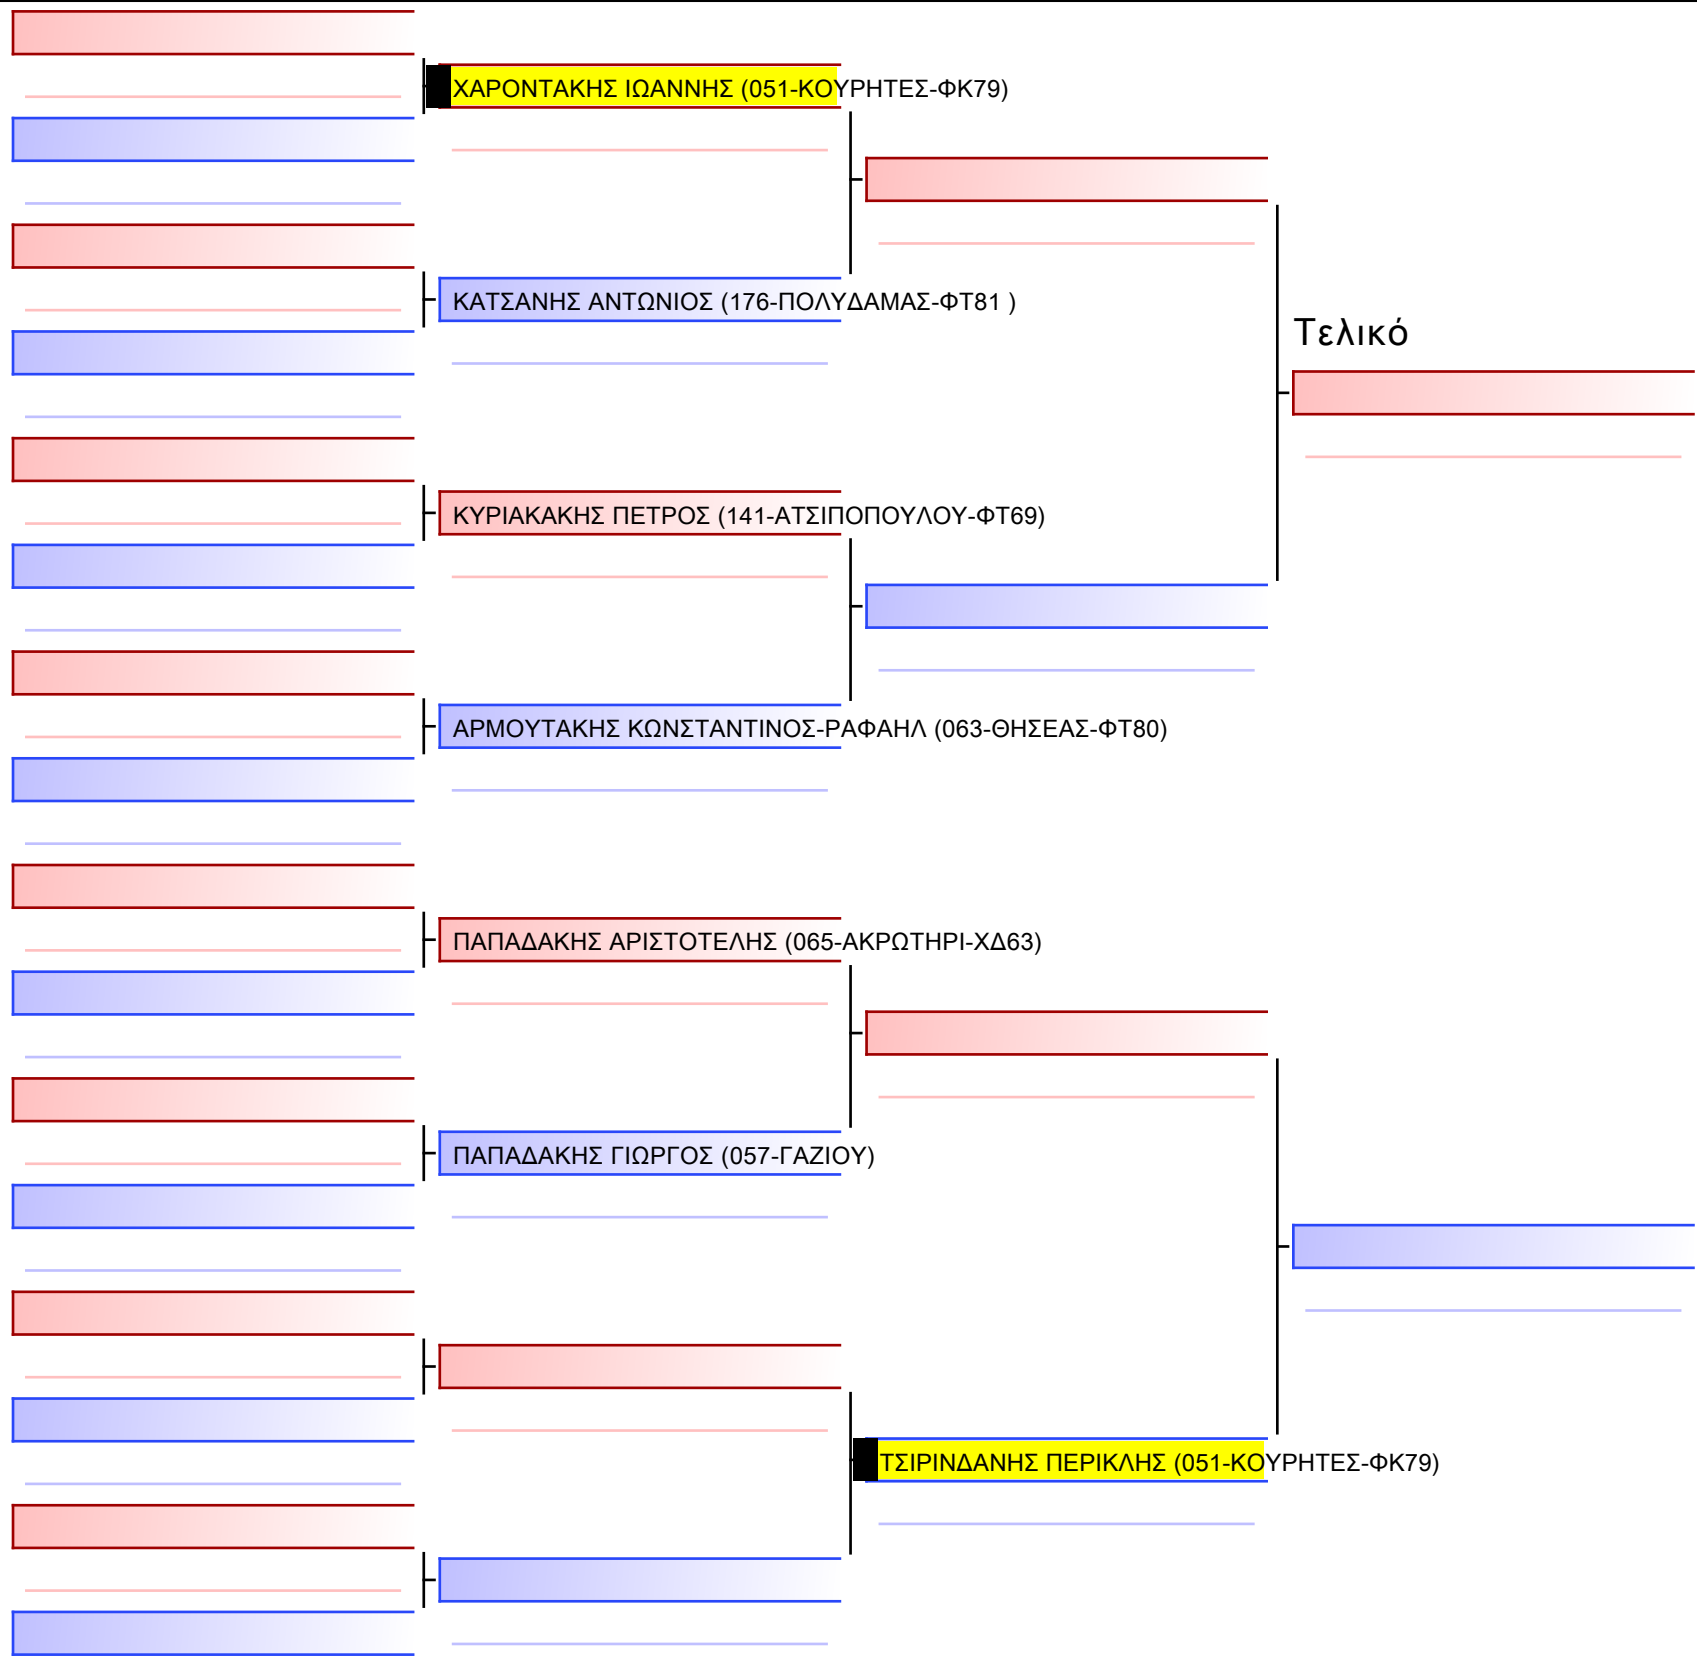 ΧΑΡΟΝΤΑΚΗΣ ΙΩΑΝΝΗΣ (051-ΚΟΥΡΗΤΕΣ-ΦΚ79)
ΚΑΤΣΑΝΗΣ ΑΝΤΩΝΙΟΣ (176-ΠΟΛΥΔΑΜΑΣ-ΦΤ81 )
Τελικό
ΚΥΡΙΑΚΑΚΗΣ ΠΕΤΡΟΣ (141-ΑΤΣΙΠΟΠΟΥΛΟΥ-ΦΤ69)
ΑΡΜΟΥΤΑΚΗΣ ΚΩΝΣΤΑΝΤΙΝΟΣ-ΡΑΦΑΗΛ (063-ΘΗΣΕΑΣ-ΦΤ80)
ΠΑΠΑΔΑΚΗΣ ΑΡΙΣΤΟΤΕΛΗΣ (065-ΑΚΡΩΤΗΡΙ-ΧΔ63)
ΠΑΠΑΔΑΚΗΣ ΓΙΩΡΓΟΣ (057-ΓΑΖΙΟΥ)
ΤΣΙΡΙΝΔΑΝΗΣ ΠΕΡΙΚΛΗΣ (051-ΚΟΥΡΗΤΕΣ-ΦΚ79)